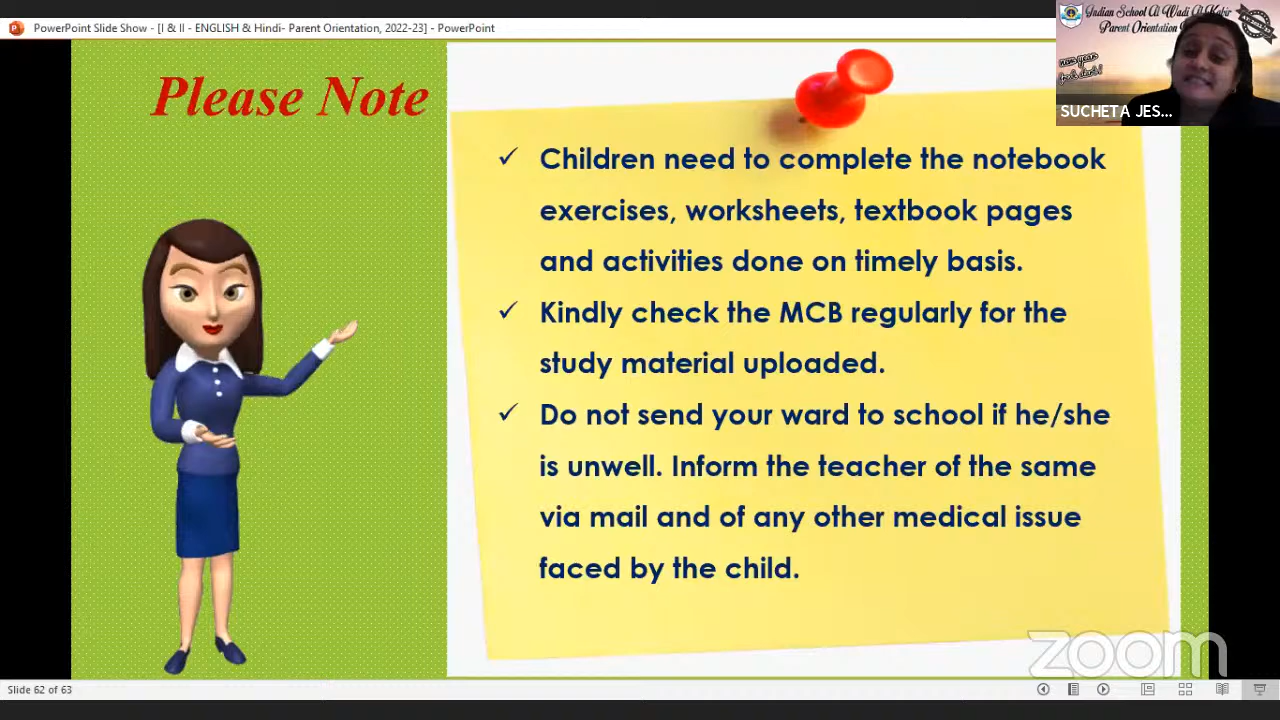 PowerPoint Slide Show - [I & II - ENGLISH & Hindi- Parent Orientation, 2022-23] - PowerPoint
Indian School Al Wadi Al Kabir
Parent Orientation
SUCHETA JES...
Please Note
✓ Children need to complete the notebook
exercises, worksheets, textbook pages
and activities done on timely basis.
✓ Kindly check the MCB regularly for the
study material uploaded.
✓ Do not send your ward to school if he/she
is unwell. Inform the teacher of the same
via mail and of any other medical issue
faced by the child.
zoom
Slide 62 of 63